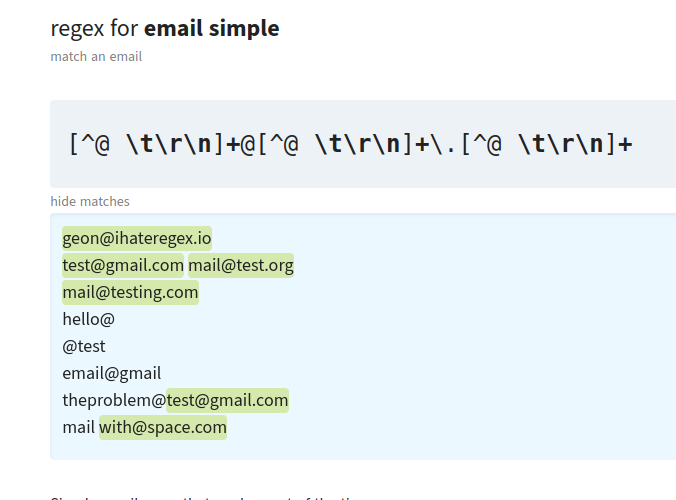 regex for email simple
match an email
[^@ \t\r\n]+@[^@ \t\r\n]+\.[^@ \t\r\n]+
hide matches
geon@ihateregex.io
test@gmail.com mail@test.org
mail@testing.com
hello@
@test
email@gmail
theproblem@test@gmail.com
mail with@space.com